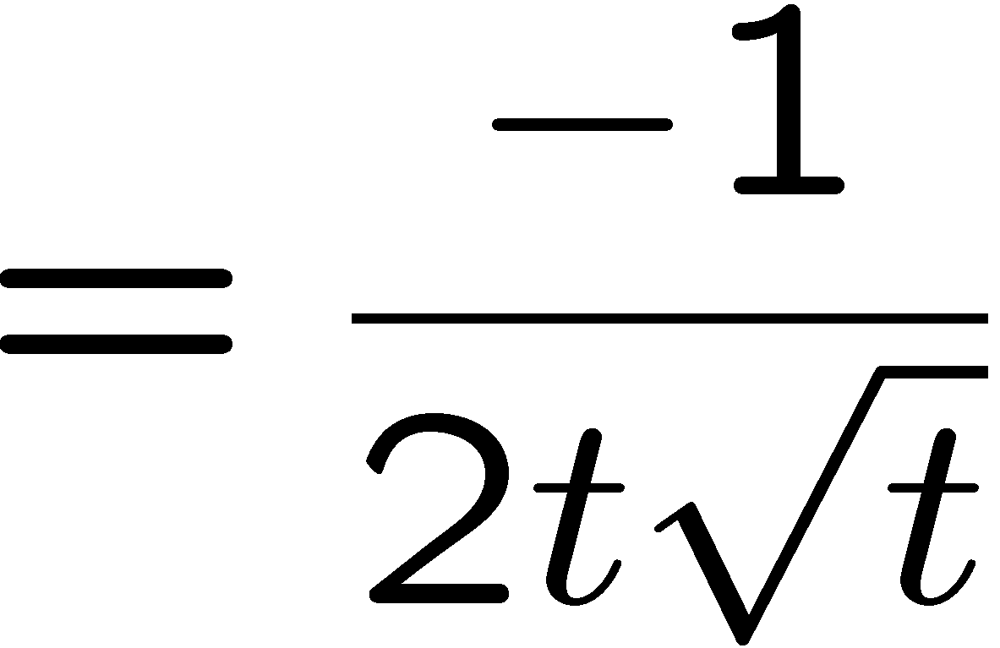 = -1 / 2t√t